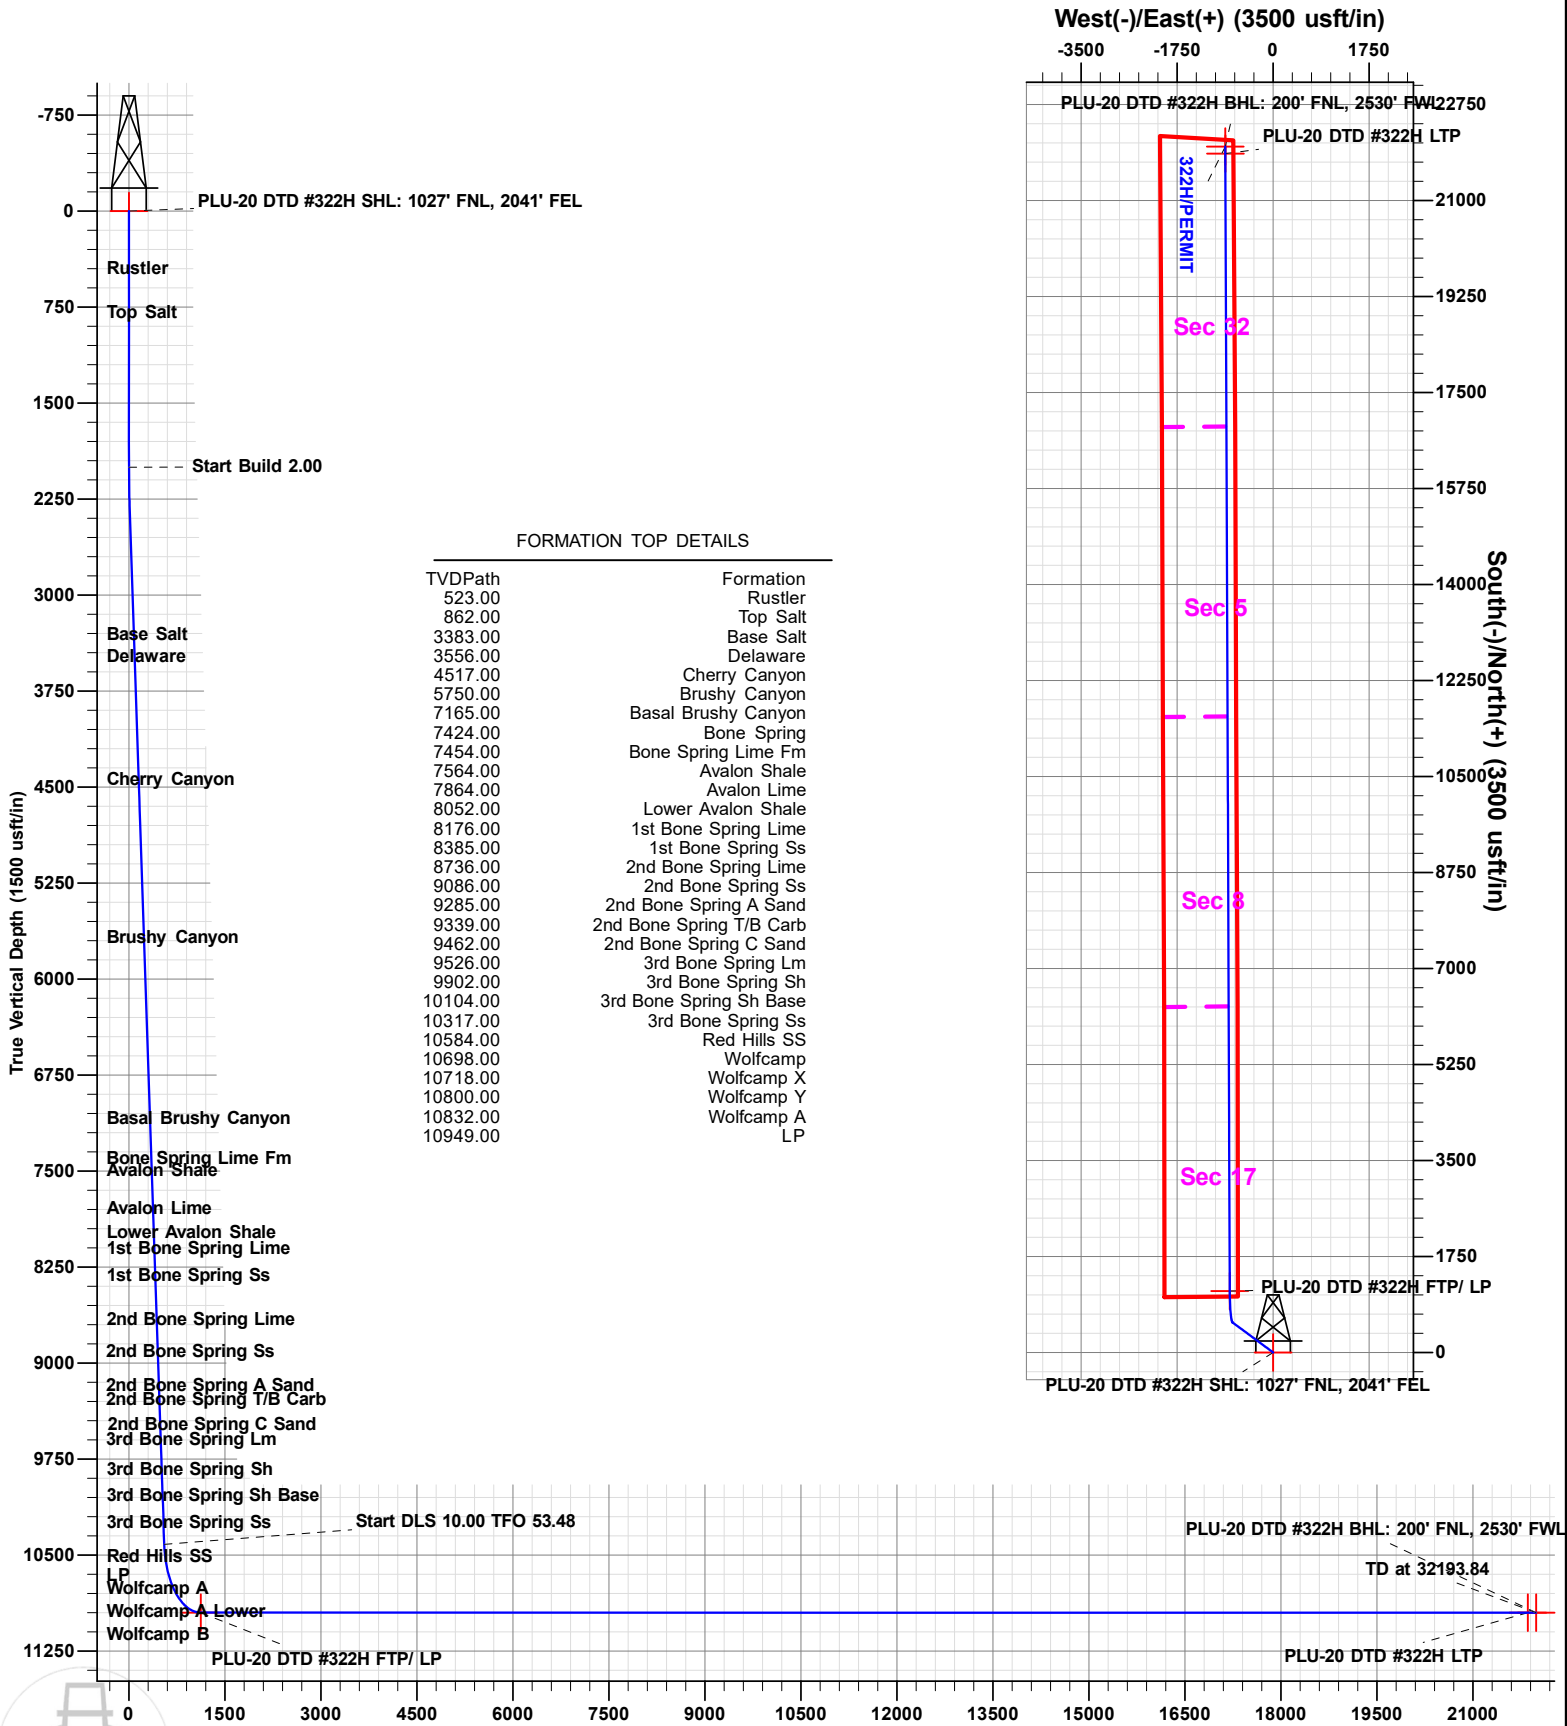 West(-)/East(+) (3500 usft/in)
-3500 -1750 0 1750
PLU-20 DTD #322H BHL: 200' FNL, 2530' FWL
PLU-20 DTD #322H LTP
322H/PERMIT
Sec 32
Sec 5
Sec 8
Sec 17
PLU-20 DTD #322H FTP/ LP
PLU-20 DTD #322H SHL: 1027' FNL, 2041' FEL
22750
21000
19250
17500
15750
14000
12250
10500
8750
7000
5250
3500
1750
0
South(-)/North(+) (3500 usft/in)
-750
0
750
1500
2250
3000
3750
4500
5250
6000
6750
7500
8250
9000
9750
10500
11250
True Vertical Depth (1500 usft/in)
PLU-20 DTD #322H SHL: 1027' FNL, 2041' FEL
Rustler
Top Salt
Start Build 2.00
Base Salt
Delaware
Cherry Canyon
Brushy Canyon
Basal Brushy Canyon
Bone Spring Lime Fm
Avalon Shale
Avalon Lime
Lower Avalon Shale
1st Bone Spring Lime
1st Bone Spring Ss
2nd Bone Spring Lime
2nd Bone Spring Ss
2nd Bone Spring A Sand
2nd Bone Spring T/B Carb
2nd Bone Spring C Sand
3rd Bone Spring Lm
3rd Bone Spring Sh
3rd Bone Spring Sh Base
3rd Bone Spring Ss
Start DLS 10.00 TFO 53.48
Red Hills SS
LP
Wolfcamp A
Wolfcamp A Lower
Wolfcamp B
PLU-20 DTD #322H FTP/ LP
PLU-20 DTD #322H BHL: 200' FNL, 2530' FWL
TD at 32193.84
PLU-20 DTD #322H LTP
0 1500 3000 4500 6000 7500 9000 10500 12000 13500 15000 16500 18000 19500 21000
FORMATION TOP DETAILS
TVDPath Formation
523.00 Rustler
862.00 Top Salt
3383.00 Base Salt
3556.00 Delaware
4517.00 Cherry Canyon
5750.00 Brushy Canyon
7165.00 Basal Brushy Canyon
7424.00 Bone Spring
7454.00 Bone Spring Lime Fm
7564.00 Avalon Shale
7864.00 Avalon Lime
8052.00 Lower Avalon Shale
8176.00 1st Bone Spring Lime
8385.00 1st Bone Spring Ss
8736.00 2nd Bone Spring Lime
9086.00 2nd Bone Spring Ss
9285.00 2nd Bone Spring A Sand
9339.00 2nd Bone Spring T/B Carb
9462.00 2nd Bone Spring C Sand
9526.00 3rd Bone Spring Lm
9902.00 3rd Bone Spring Sh
10104.00 3rd Bone Spring Sh Base
10317.00 3rd Bone Spring Ss
10584.00 Red Hills SS
10698.00 Wolfcamp
10718.00 Wolfcamp X
10800.00 Wolfcamp Y
10832.00 Wolfcamp A
10949.00 LP